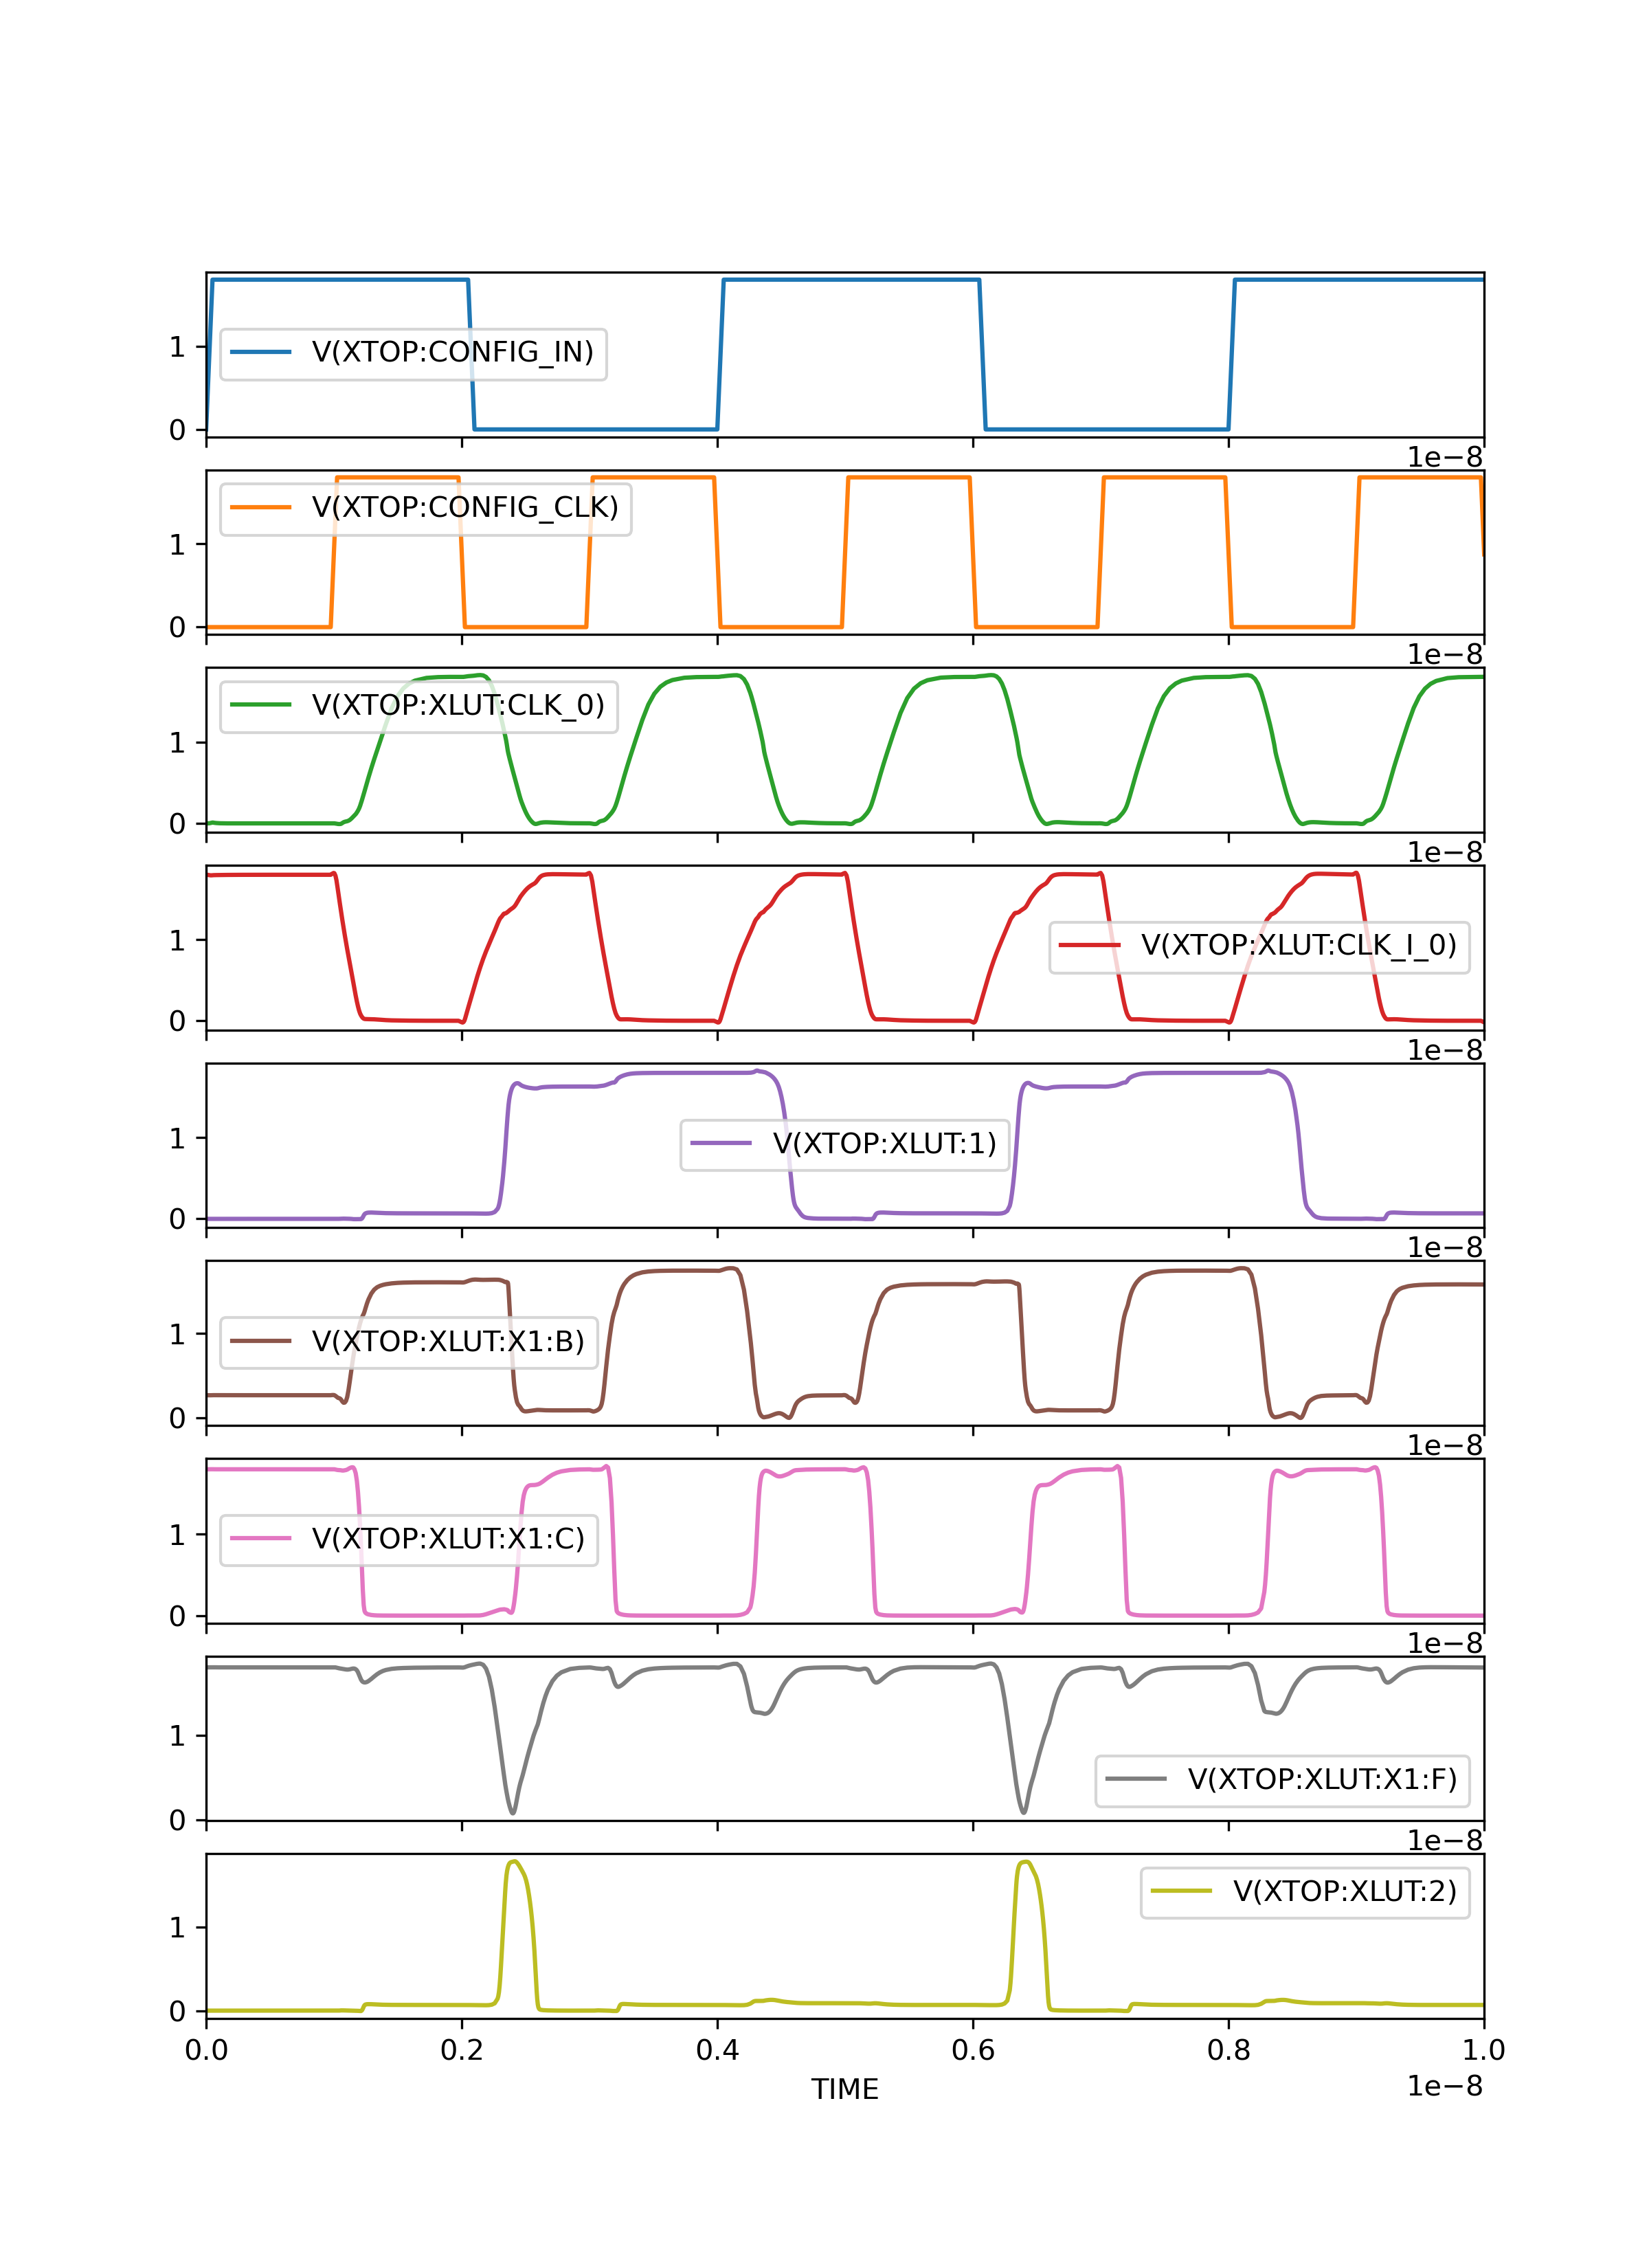 1
V(XTOP:CONFIG_IN)
0
1e−8
V(XTOP:CONFIG_CLK)
1
0
1e−8
V(XTOP:XLUT:CLK_0)
1
0
1e−8
1
V(XTOP:XLUT:CLK_I_0)
0
1e−8
1
V(XTOP:XLUT:1)
0
1e−8
1
V(XTOP:XLUT:X1:B)
0
1e−8
1
V(XTOP:XLUT:X1:C)
0
1e−8
1
V(XTOP:XLUT:X1:F)
0
1e−8
V(XTOP:XLUT:2)
1
0
0.0 0.2 0.4 0.6 0.8 1.0
TIME
1e−8